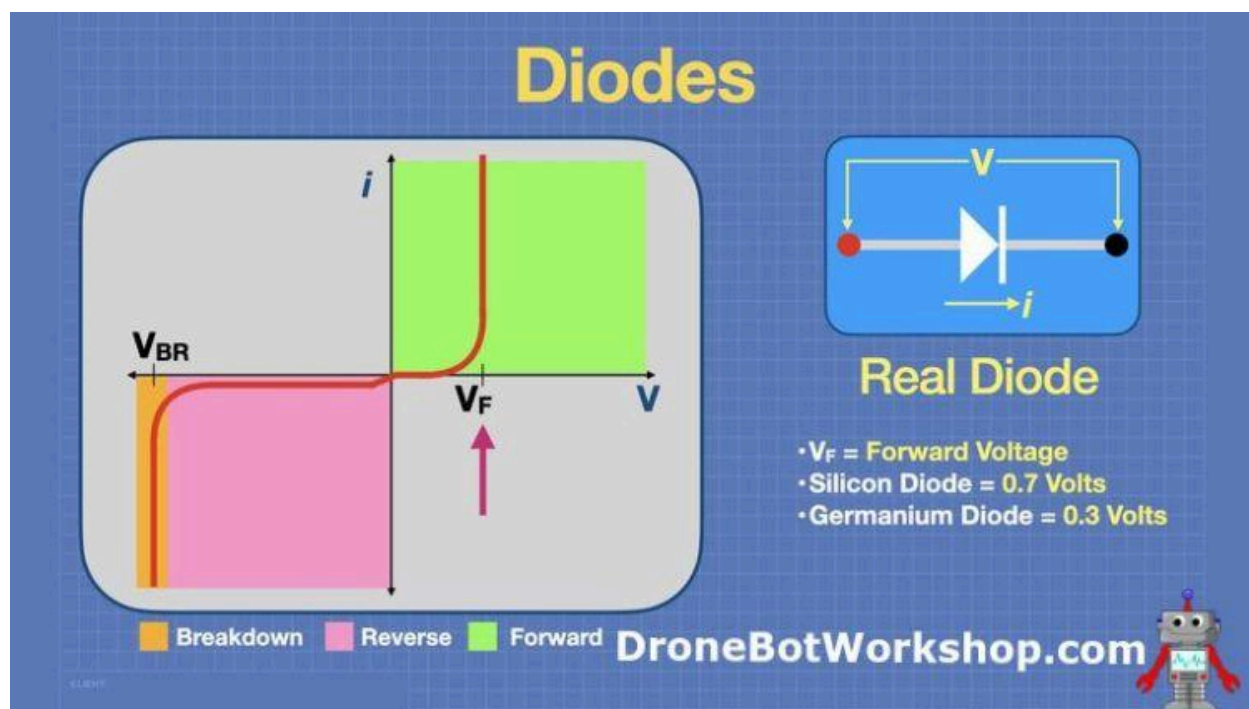 Diodes
i
V
VBR
VF
V
i
Real Diode
•VF = Forward Voltage
•Silicon Diode = 0.7 Volts
•Germanium Diode = 0.3 Volts
Breakdown Reverse Forward
DroneBotWorkshop.com